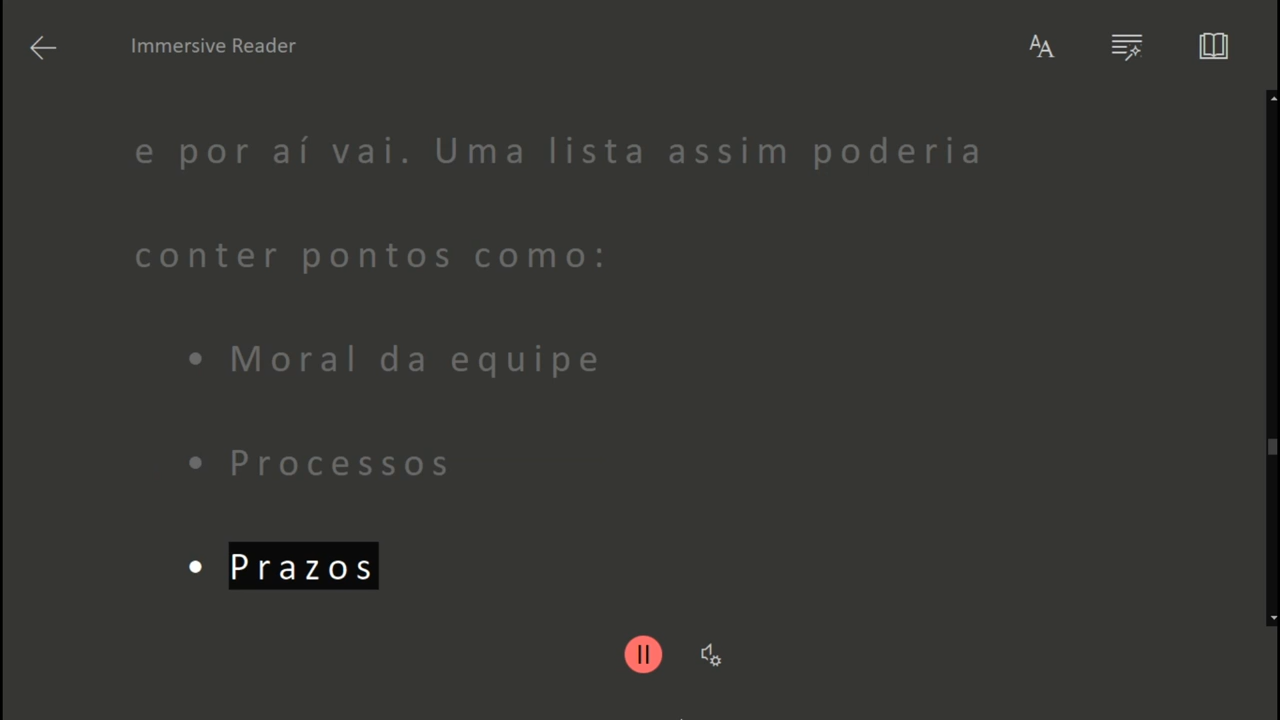 Immersive Reader
e por aí vai. Uma lista assim poderia
conter pontos como:
• Moral da equipe
• Processos
• Prazos